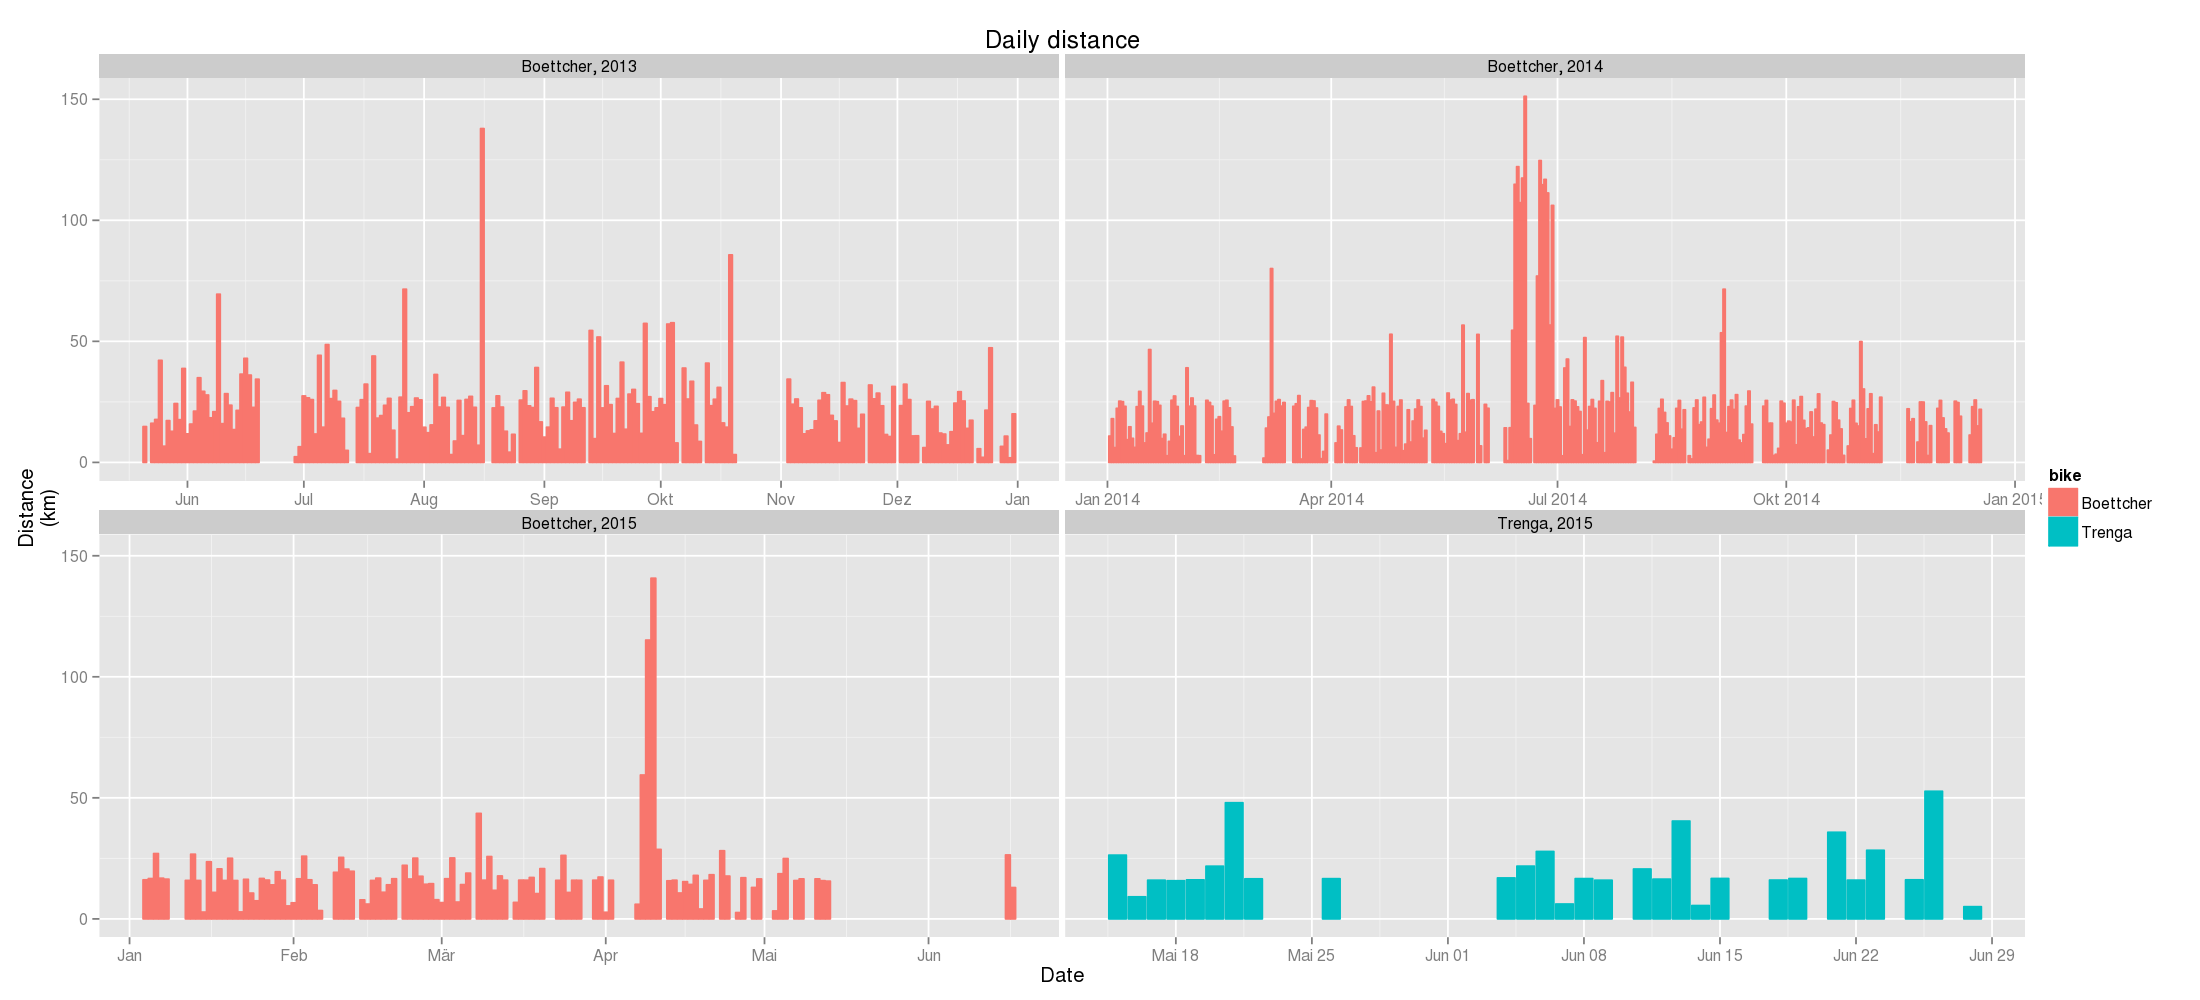 Daily distance
Boettcher, 2013
Boettcher, 2014
150
100
50
0
Jun Jul Aug Sep Okt Nov Dez Jan
Jan 2014 Apr 2014 Jul 2014 Okt 2014 Jan 2015
Distance
(km)
bike
Boettcher
Trenga
Boettcher, 2015
Trenga, 2015
150
100
50
0
Jan Feb Mär Apr Mai Jun
Mai 18 Mai 25 Jun 01 Jun 08 Jun 15 Jun 22 Jun 29
Date